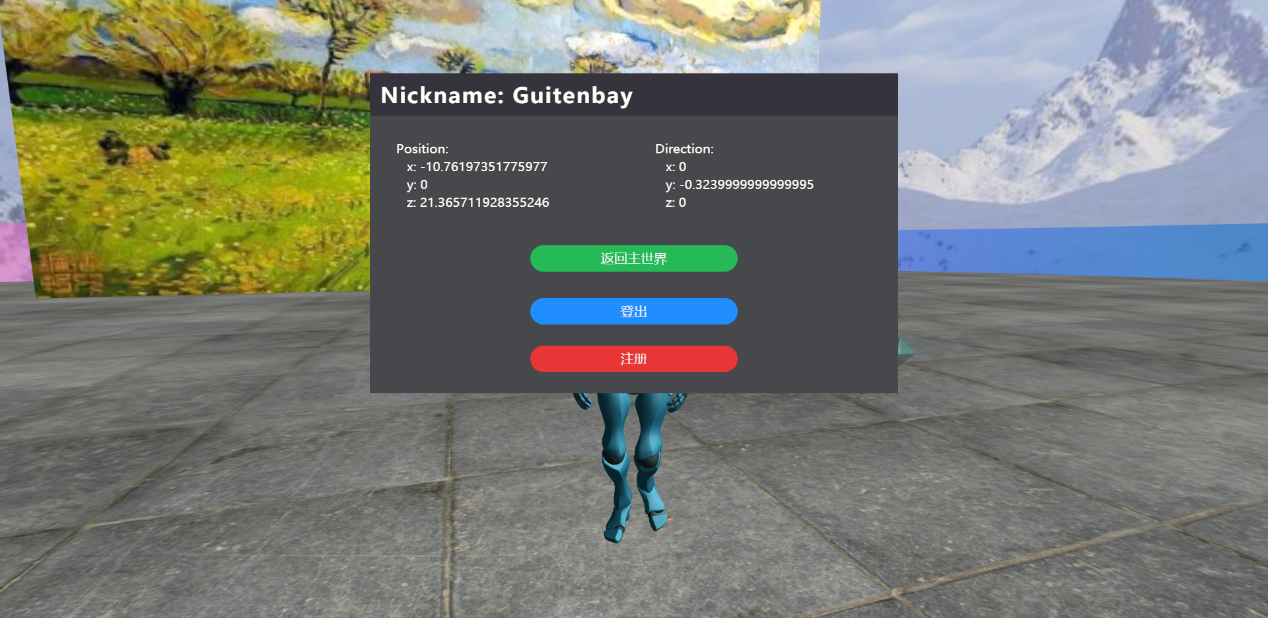 Nickname: Guitenbay
Position:
x: -10.76197351775977
y: 0
z: 21.365711928355246
Direction:
x: 0
y: -0.3239999999999995
z: 0
返回主世界
登出
注册